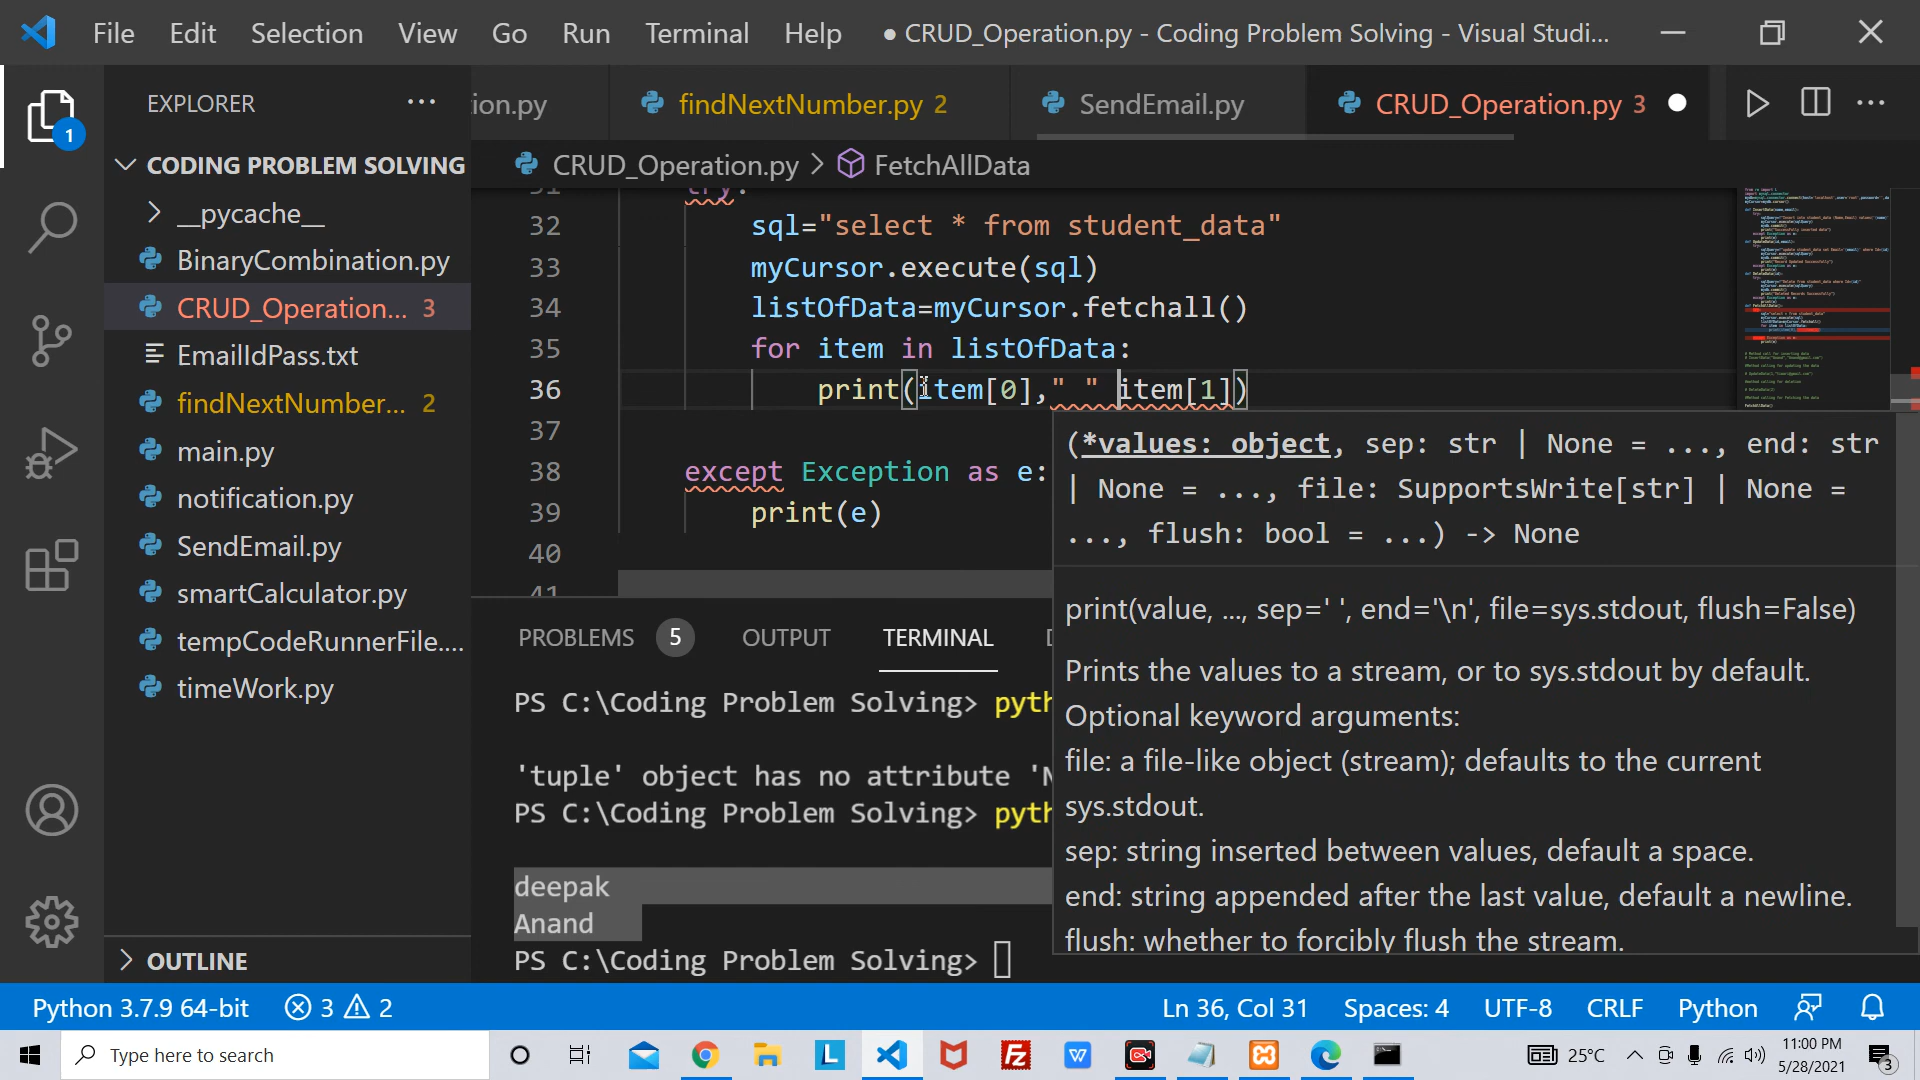 File Edit Selection View Go Run Terminal Help ● CRUD_Operation.py - Coding Problem Solving - Visual Studi...
EXPLORER ...
ion.py findNextNumber.py 2 SendEmail.py CRUD_Operation.py 3
1
CODING PROBLEM SOLVING
CRUD_Operation.py > FetchAllData
__pycache__
BinaryCombination.py
CRUD_Operation... 3
EmailIdPass.txt
findNextNumber... 2
main.py
notification.py
SendEmail.py
smartCalculator.py
tempCodeRunnerFile....
timeWork.py
OUTLINE
31 try:
32 sql="select * from student_data"
33 myCursor.execute(sql)
34 listOfData=myCursor.fetchall()
35 for item in listOfData:
36 print(item[0]," " item[1])
37
38 except Exception as e:
39 print(e)
40
41
(*values: object, sep: str | None = ..., end: str
| None = ..., file: SupportsWrite[str] | None =
..., flush: bool = ...) -> None
print(value, ..., sep=' ', end='\n', file=sys.stdout, flush=False)
Prints the values to a stream, or to sys.stdout by default.
Optional keyword arguments:
file: a file-like object (stream); defaults to the current
sys.stdout.
sep: string inserted between values, default a space.
end: string appended after the last value, default a newline.
flush: whether to forcibly flush the stream.
PROBLEMS 5 OUTPUT TERMINAL
PS C:\Coding Problem Solving> pyth
'tuple' object has no attribute '
PS C:\Coding Problem Solving> pyth
deepak
Anand
PS C:\Coding Problem Solving>
Python 3.7.9 64-bit 3 2 Ln 36, Col 31 Spaces: 4 UTF-8 CRLF Python
Type here to search 25°C 11:00 PM
5/28/2021 3